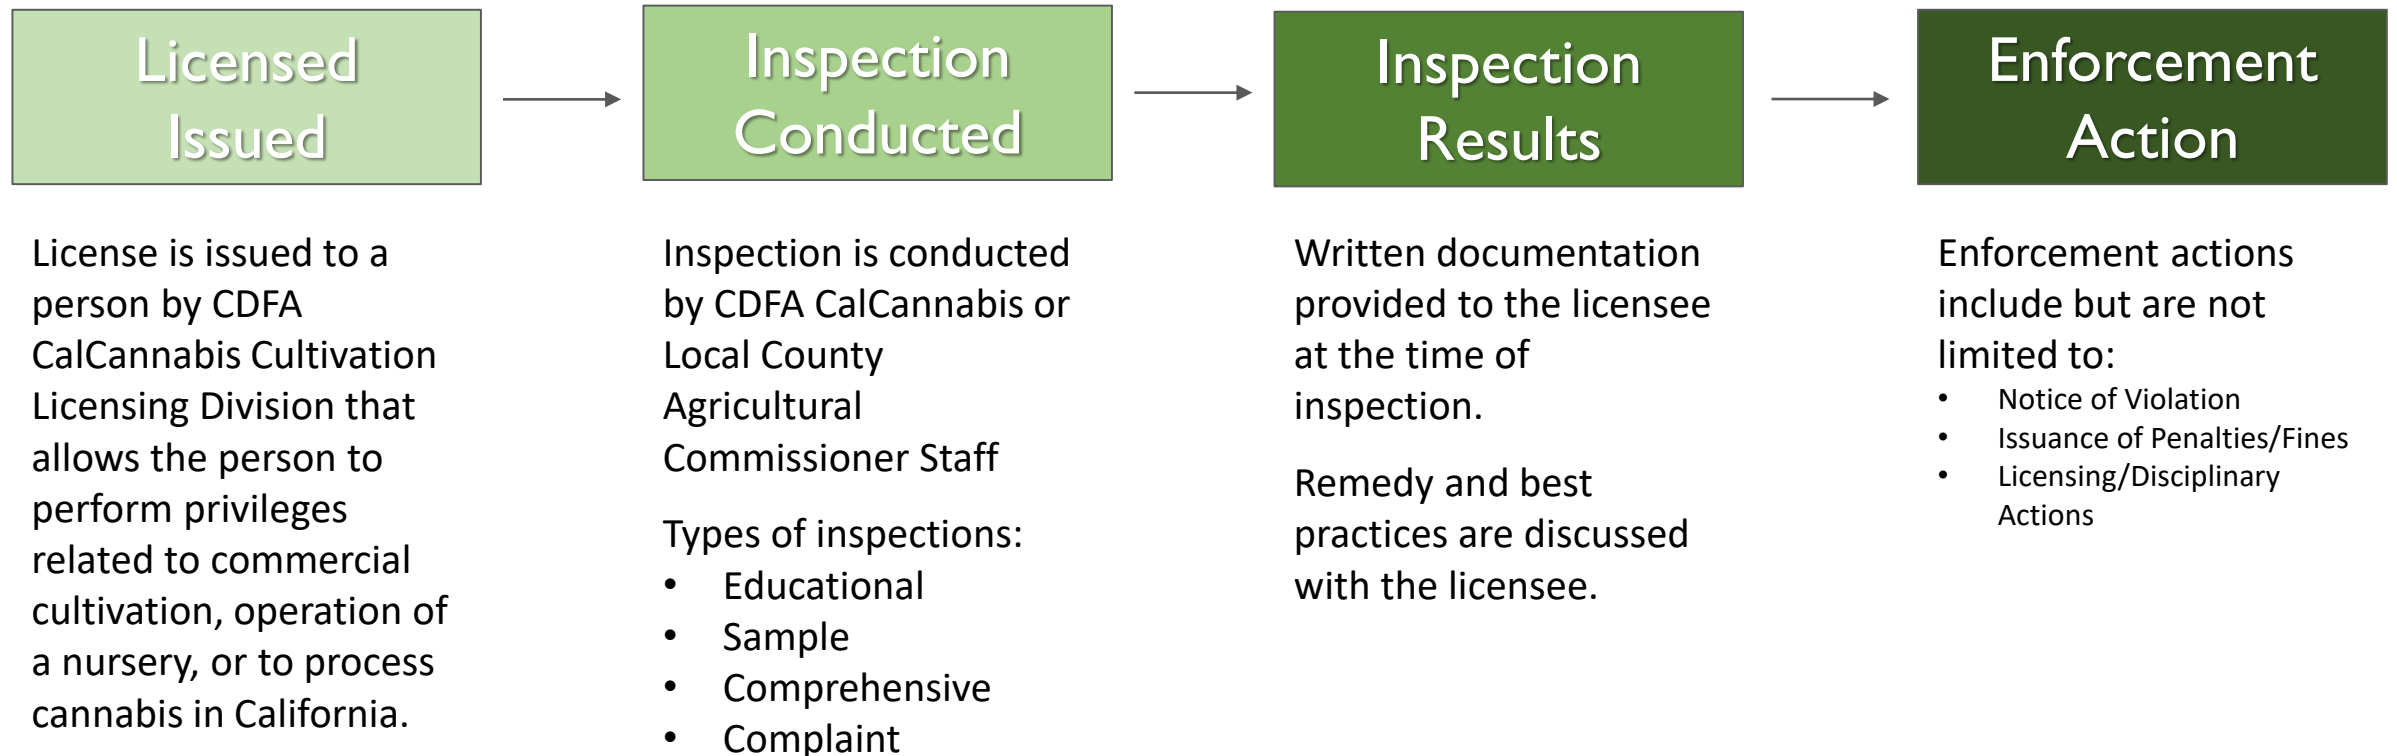 Licensed
Issued
License is issued to a
person by CDFA
CalCannabis Cultivation
Licensing Division that
allows the person to
perform privileges
related to commercial
cultivation, operation of
a nursery, or to process
cannabis in California.
Inspection
Conducted
Inspection is conducted
by CDFA CalCannabis or
Local County
Agricultural
Commissioner Staff
Types of inspections:
• Educational
• Sample
• Comprehensive
• Complaint
Inspection
Results
Written documentation
provided to the licensee
at the time of
inspection.
Remedy and best
practices are discussed
with the licensee.
Enforcement
Action
Enforcement actions
include but are not
limited to:
• Notice of Violation
• Issuance of Penalties/Fines
• Licensing/Disciplinary
Actions